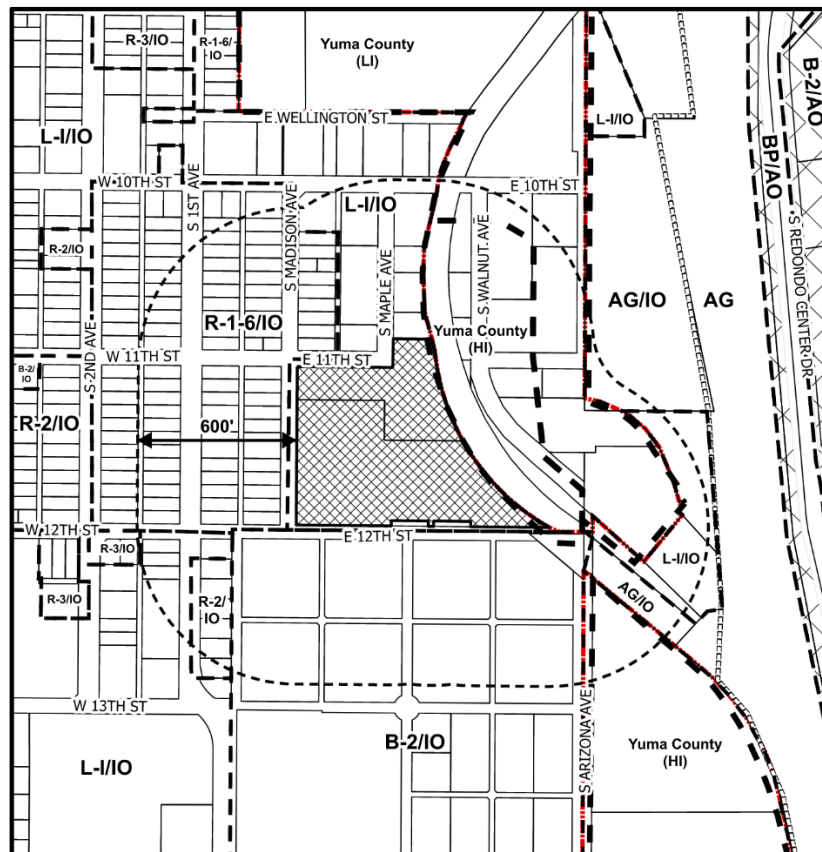 R-3/IO
R-1-6/
IO
Yuma County
(LI)
B-2/AO
L-I/IO
L-I/IO
E WELLINGTON ST
BP/AO
S REDONDO CENTER DR
W 10TH ST
S 1ST AVE
S MADISON AVE
L-I/IO
E 10TH ST
R-2/IO
S MAPLE AVE
S WALNUT AVE
AG/IO
AG
R-1-6/IO
Yuma County
(HI)
S 2ND AVE
W 11TH ST
E 11TH ST
B-2/
IO
R-2/IO
600'
W 12TH ST
E 12TH ST
R-3/IO
L-I/IO
R-3/IO
R-2/
IO
AG/IO
W 13TH ST
B-2/IO
S ARIZONA AVE
Yuma County
(HI)
L-I/IO